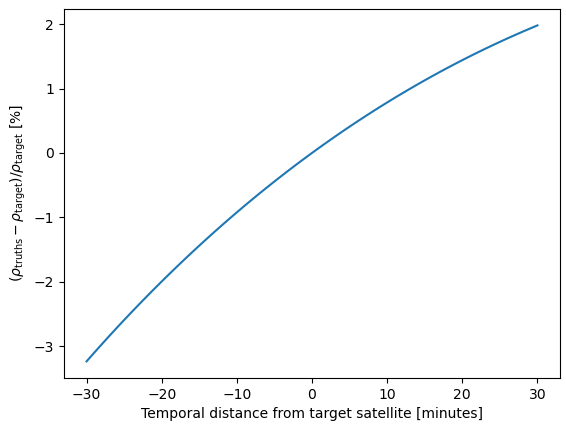 2
1
0
−1
−2
−3
(ρtruths − ρtarget)/ρtarget [%]
−30 −20 −10 0 10 20 30
Temporal distance from target satellite [minutes]